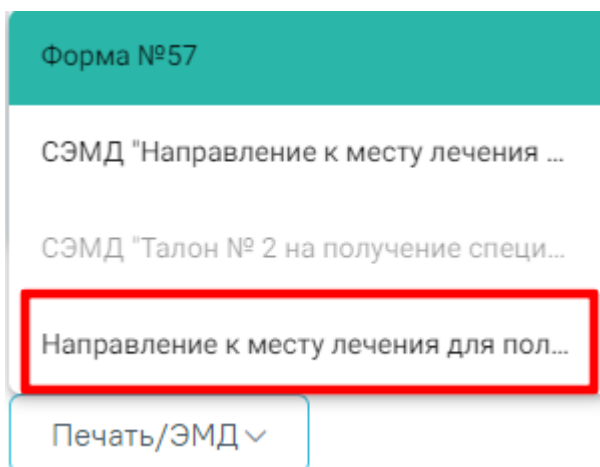 Форма №57
СЭМД "Направление к месту лечения ...
СЭМД "Талон № 2 на получение специ...
Направление к месту лечения для пол...
Печать/ЭМД